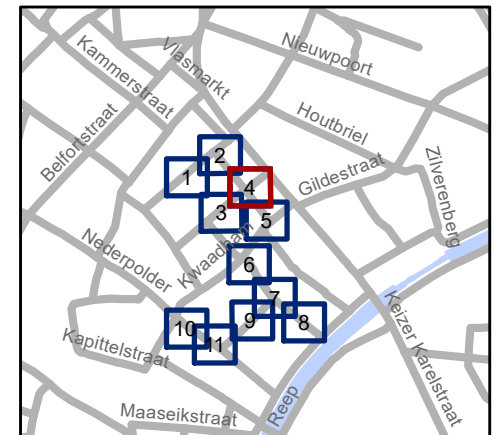 Vlasmarkt
Kammerstraat
Nieuwpoort
Belfortstraat
Houtbriel
Gildestraat
Zilverenberg
2
1
4
3
5
Kwaadham
Nederpolder
6
7
10
9
8
11
Kapittelstraat
Keizer Karelstraat
Maaseikstraat
Reep